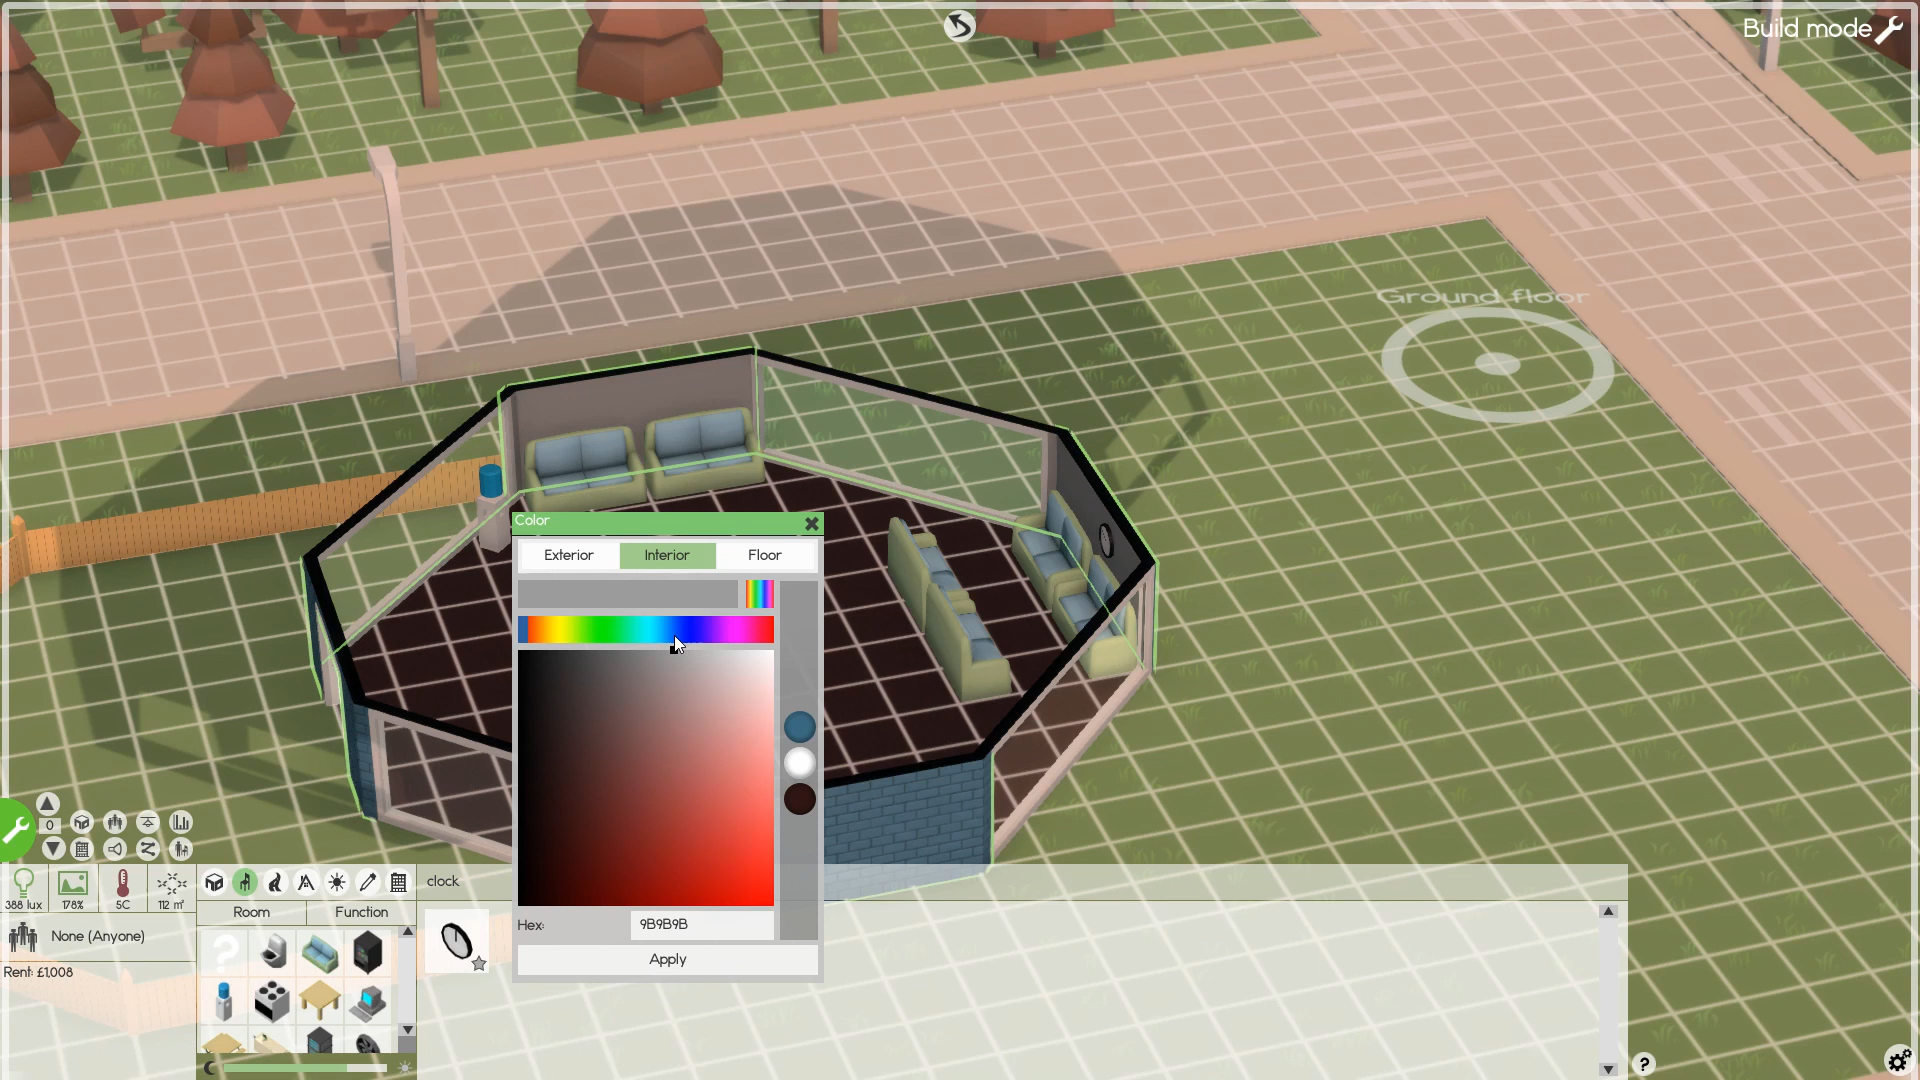 Build mode
Ground floor
Color
Exterior
Interior
Floor
Hex:
9B9B9B
Apply
0
388 lux
178%
5C
112 m²
None (Anyone)
Rent: £1,008
Room
Function
clock
?
?